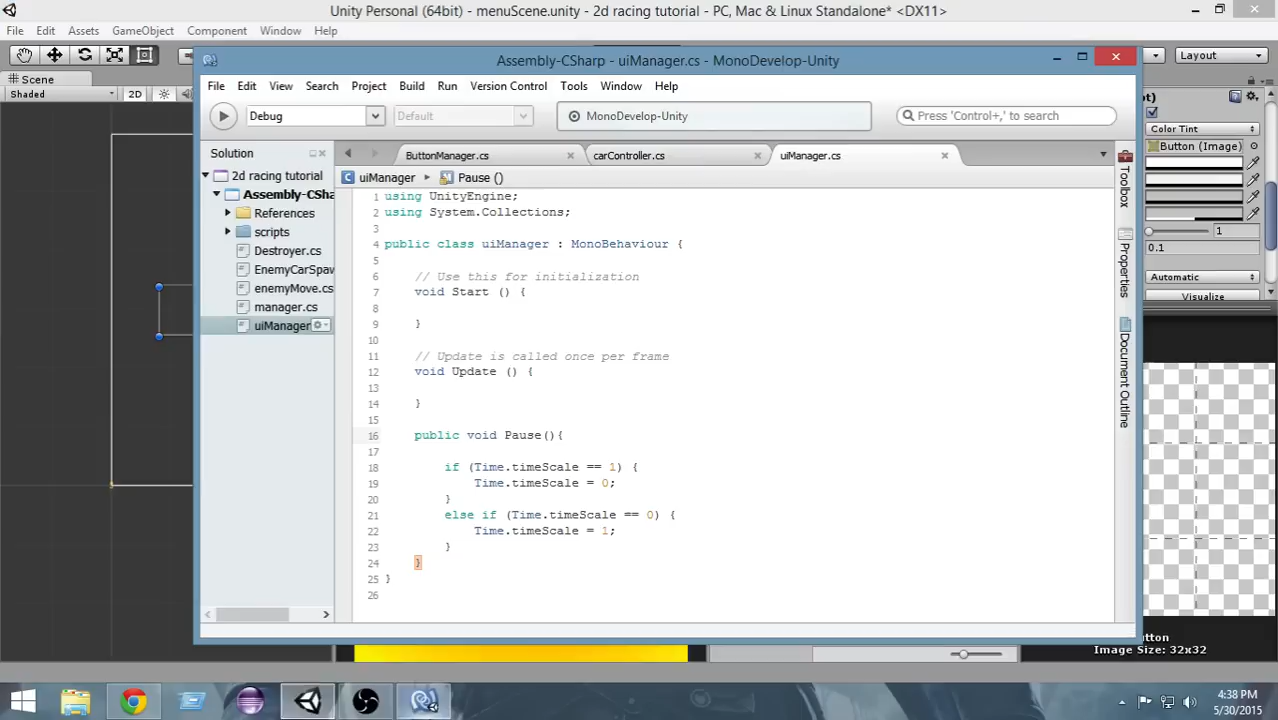 Unity Personal (64bit) - menuScene.unity - 2d racing tutorial - PC, Mac & Linux Standalone* <DX11>
File Edit Assets GameObject Component Window Help
Layout
Scene
Shaded 2D
Assembly-CSharp - uiManager.cs - MonoDevelop-Unity
File Edit View Search Project Build Run Version Control Tools Window Help
Debug Default MonoDevelop-Unity Press 'Control+,' to search
Solution
2d racing tutorial
Assembly-CSha
References
scripts
Destroyer.cs
EnemyCarSpaw
enemyMove.cs
manager.cs
uiManager
ButtonManager.cs carController.cs uiManager.cs
uiManager Pause ()
1 using UnityEngine;
2 using System.Collections;
3
4 public class uiManager : MonoBehaviour {
5
6 // Use this for initialization
7 void Start () {
8
9 }
10
11 // Update is called once per frame
12 void Update () {
13
14 }
15
16 public void Pause(){
17
18 if (Time.timeScale == 1) {
19 Time.timeScale = 0;
20 }
21 else if (Time.timeScale == 0) {
22 Time.timeScale = 1;
23 }
24 }
25 }
26
Toolbox
Properties
Document Outline
Color Tint
Button (Image)
1
0.1
Automatic
Visualize
utton
Image Size: 32x32
4:38 PM
5/30/2015